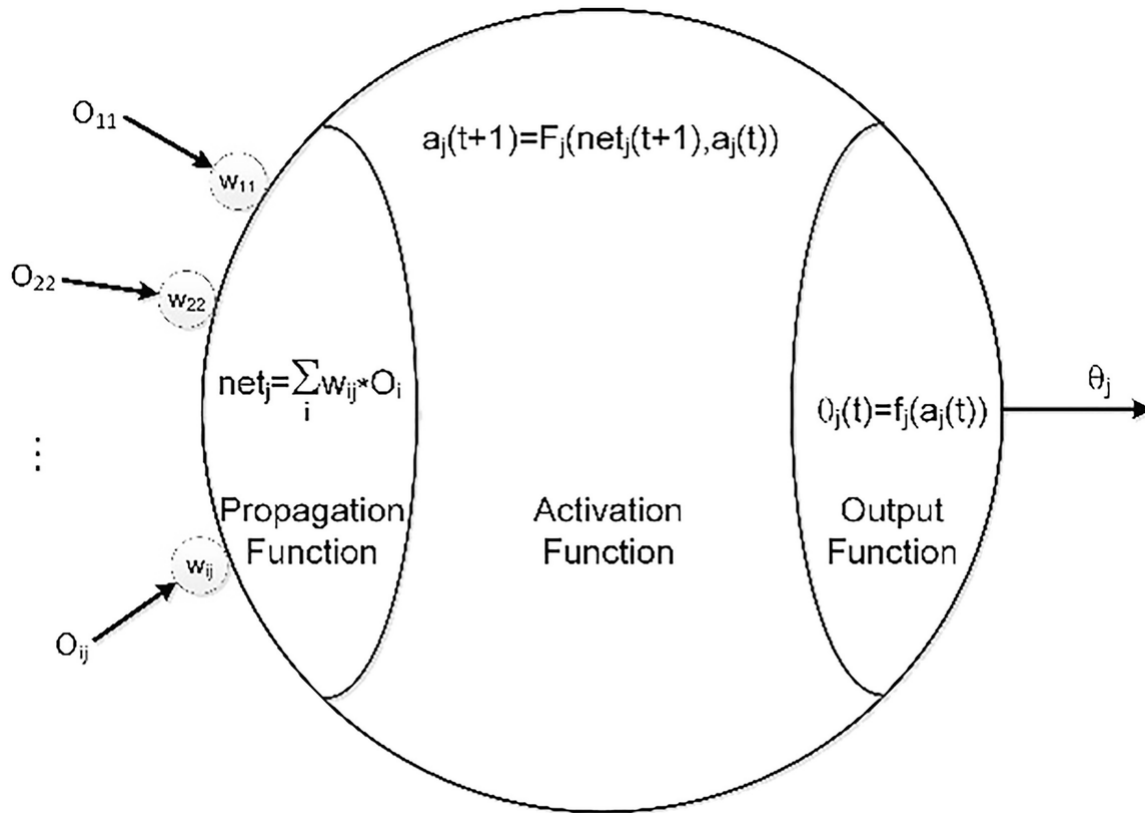 O₁₁
w₁₁
aⱼ(t+1)=Fⱼ(netⱼ(t+1),aⱼ(t))
O₂₂
w₂₂
netⱼ=∑wᵢⱼ*Oᵢ
i
θⱼ
θⱼ(t)=fⱼ(aⱼ(t))
⋮
Propagation
Function
Activation
Function
Output
Function
wᵢⱼ
Oᵢⱼ